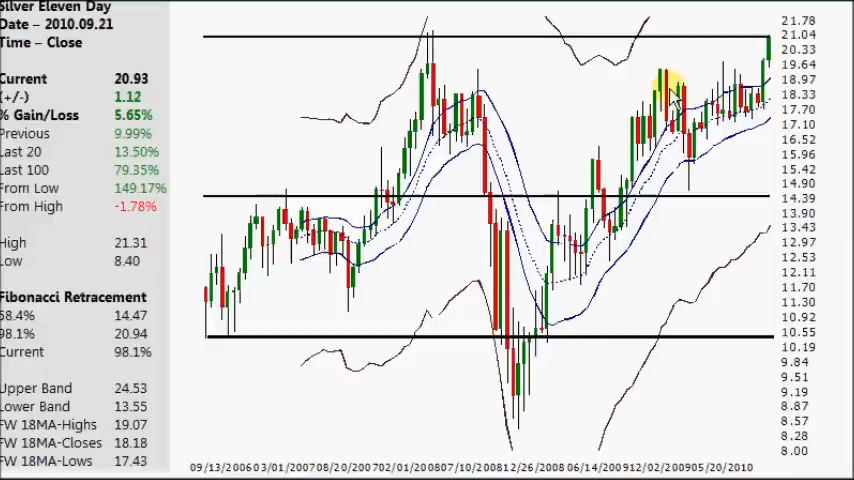 Silver Eleven Day
Date – 2010.09.21
Time – Close
Current 20.93
(+/-) 1.12
% Gain/Loss 5.65%
Previous 9.99%
Last 20 13.50%
Last 100 79.35%
From Low 149.17%
From High -1.78%
High 21.31
Low 8.40
Fibonacci Retracement
58.4% 14.47
98.1% 20.94
Current 98.1%
Upper Band 24.53
Lower Band 13.55
FW 18MA-Highs 19.07
FW 18MA-Closes 18.18
FW 18MA-Lows 17.43
21.78
21.04
20.33
19.64
18.97
18.33
17.70
17.10
16.52
15.96
15.42
14.90
14.39
13.90
13.43
12.97
12.53
12.11
11.70
11.30
10.92
10.55
10.19
9.84
9.51
9.19
8.87
8.57
8.28
8.00
09/13/2006 03/01/2007 08/20/2007 02/01/2008 07/10/2008 12/26/2008 06/14/2009 12/02/2009 05/20/2010